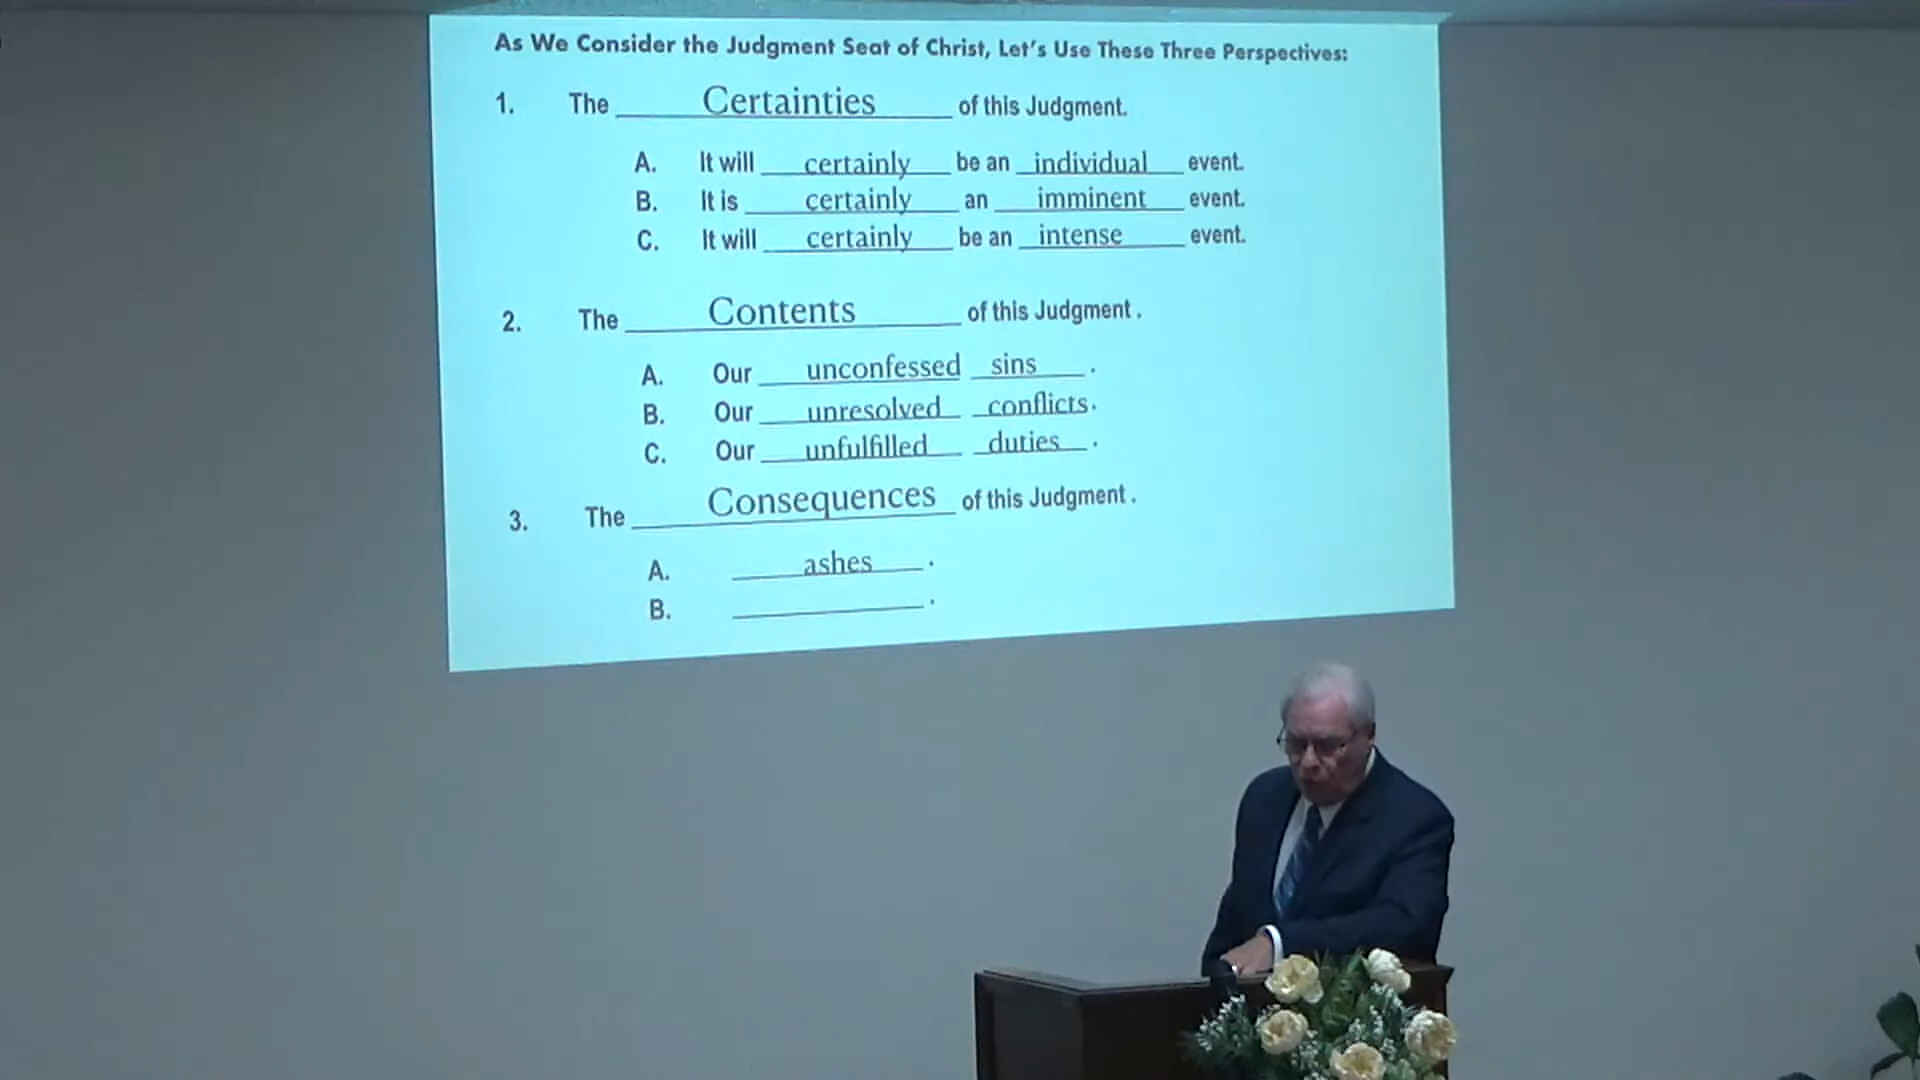 As We Consider the Judgment Seat of Christ, Let's Use These Three Perspectives:
1. The Certainties of this Judgment.
A. It will certainly be an individual event.
B. It is certainly an imminent event.
C. It will certainly be an intense event.
2. The Contents of this Judgment .
A. Our unconfessed sins .
B. Our unresolved conflicts.
C. Our unfulfilled duties .
3. The Consequences of this Judgment .
A. ashes .
B. .